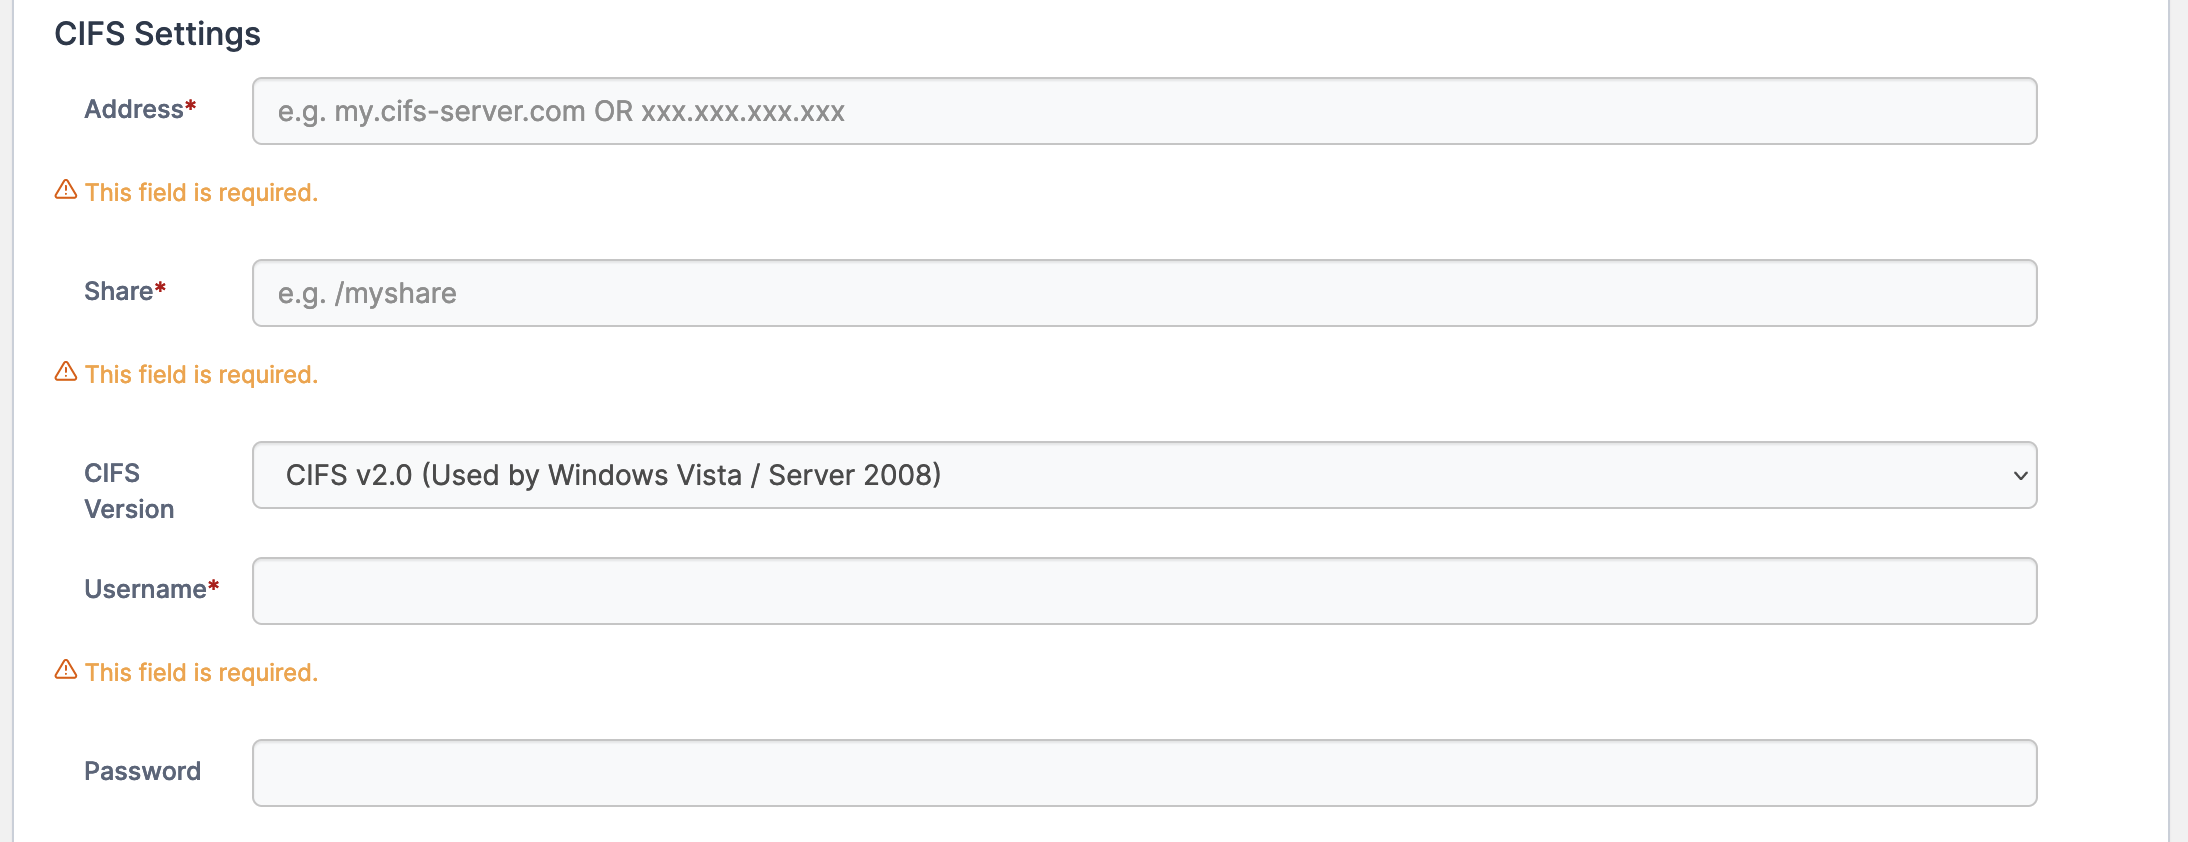 CIFS Settings
Address*
e.g. my.cifs-server.com OR xxx.xxx.xxx.xxx
This field is required.
Share*
e.g. /myshare
This field is required.
CIFS
Version
CIFS v2.0 (Used by Windows Vista / Server 2008)
Username*
This field is required.
Password